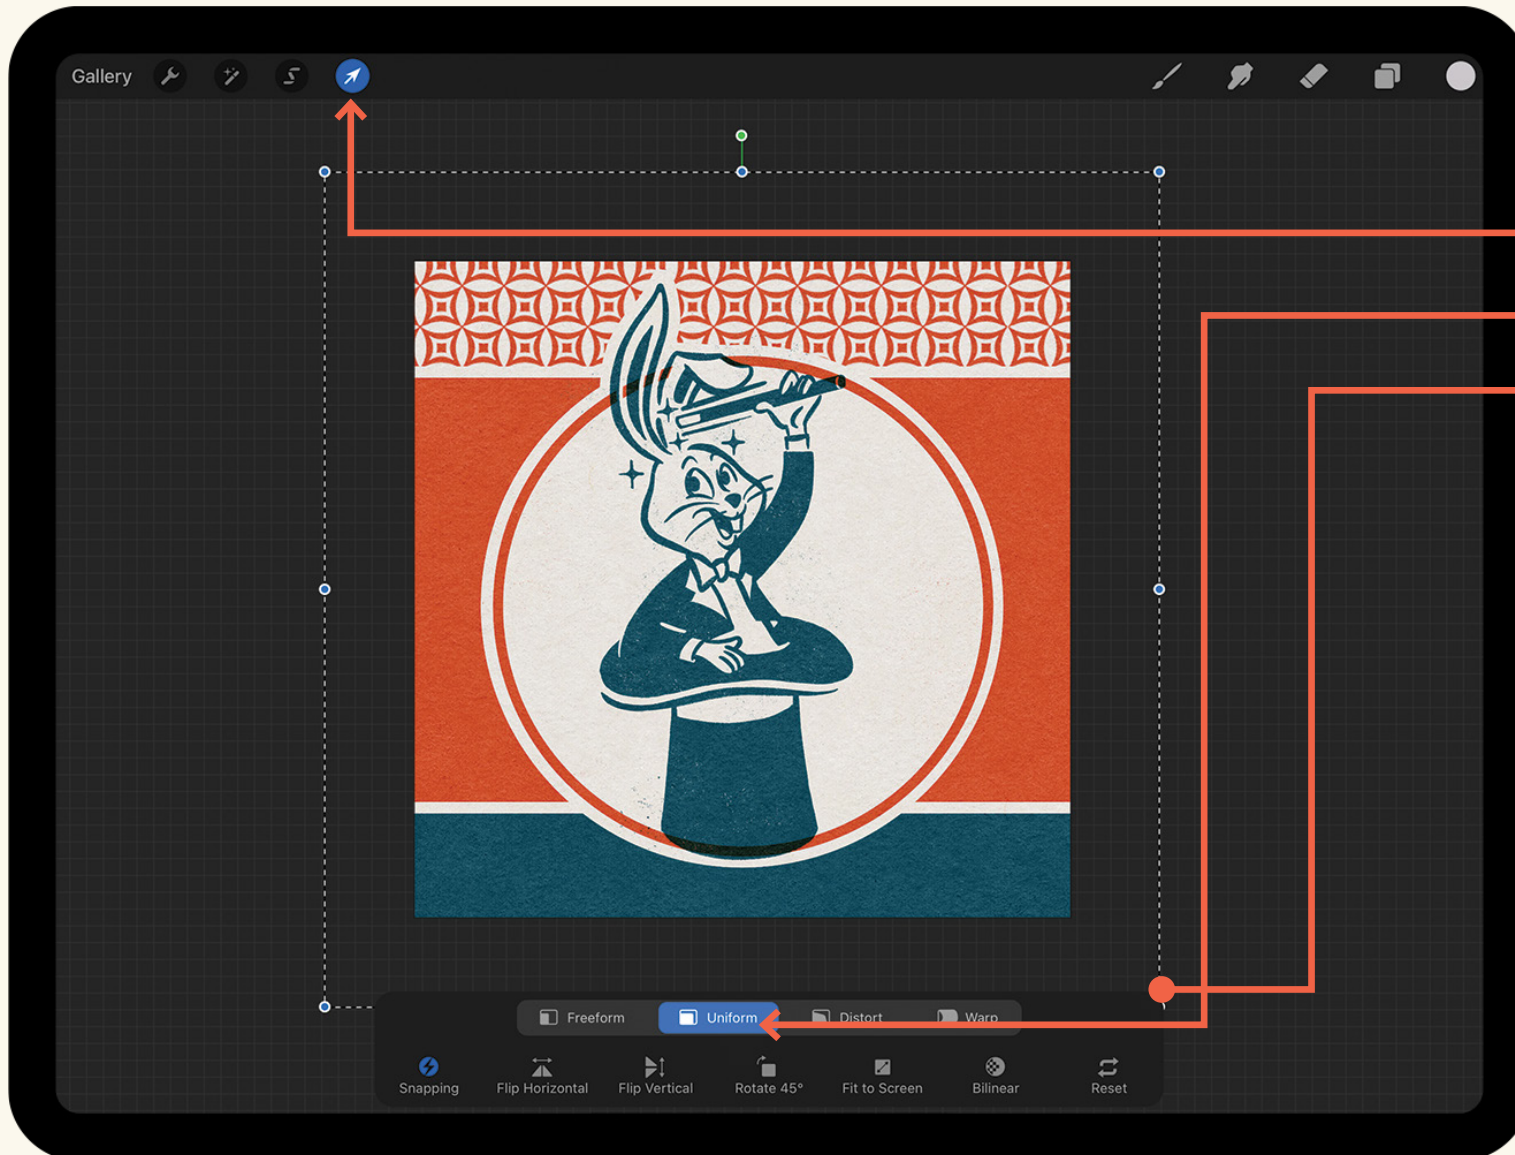 Gallery
Freeform Uniform Distort Warp
Snapping Flip Horizontal Flip Vertical Rotate 45° Fit to Screen Bilinear Reset